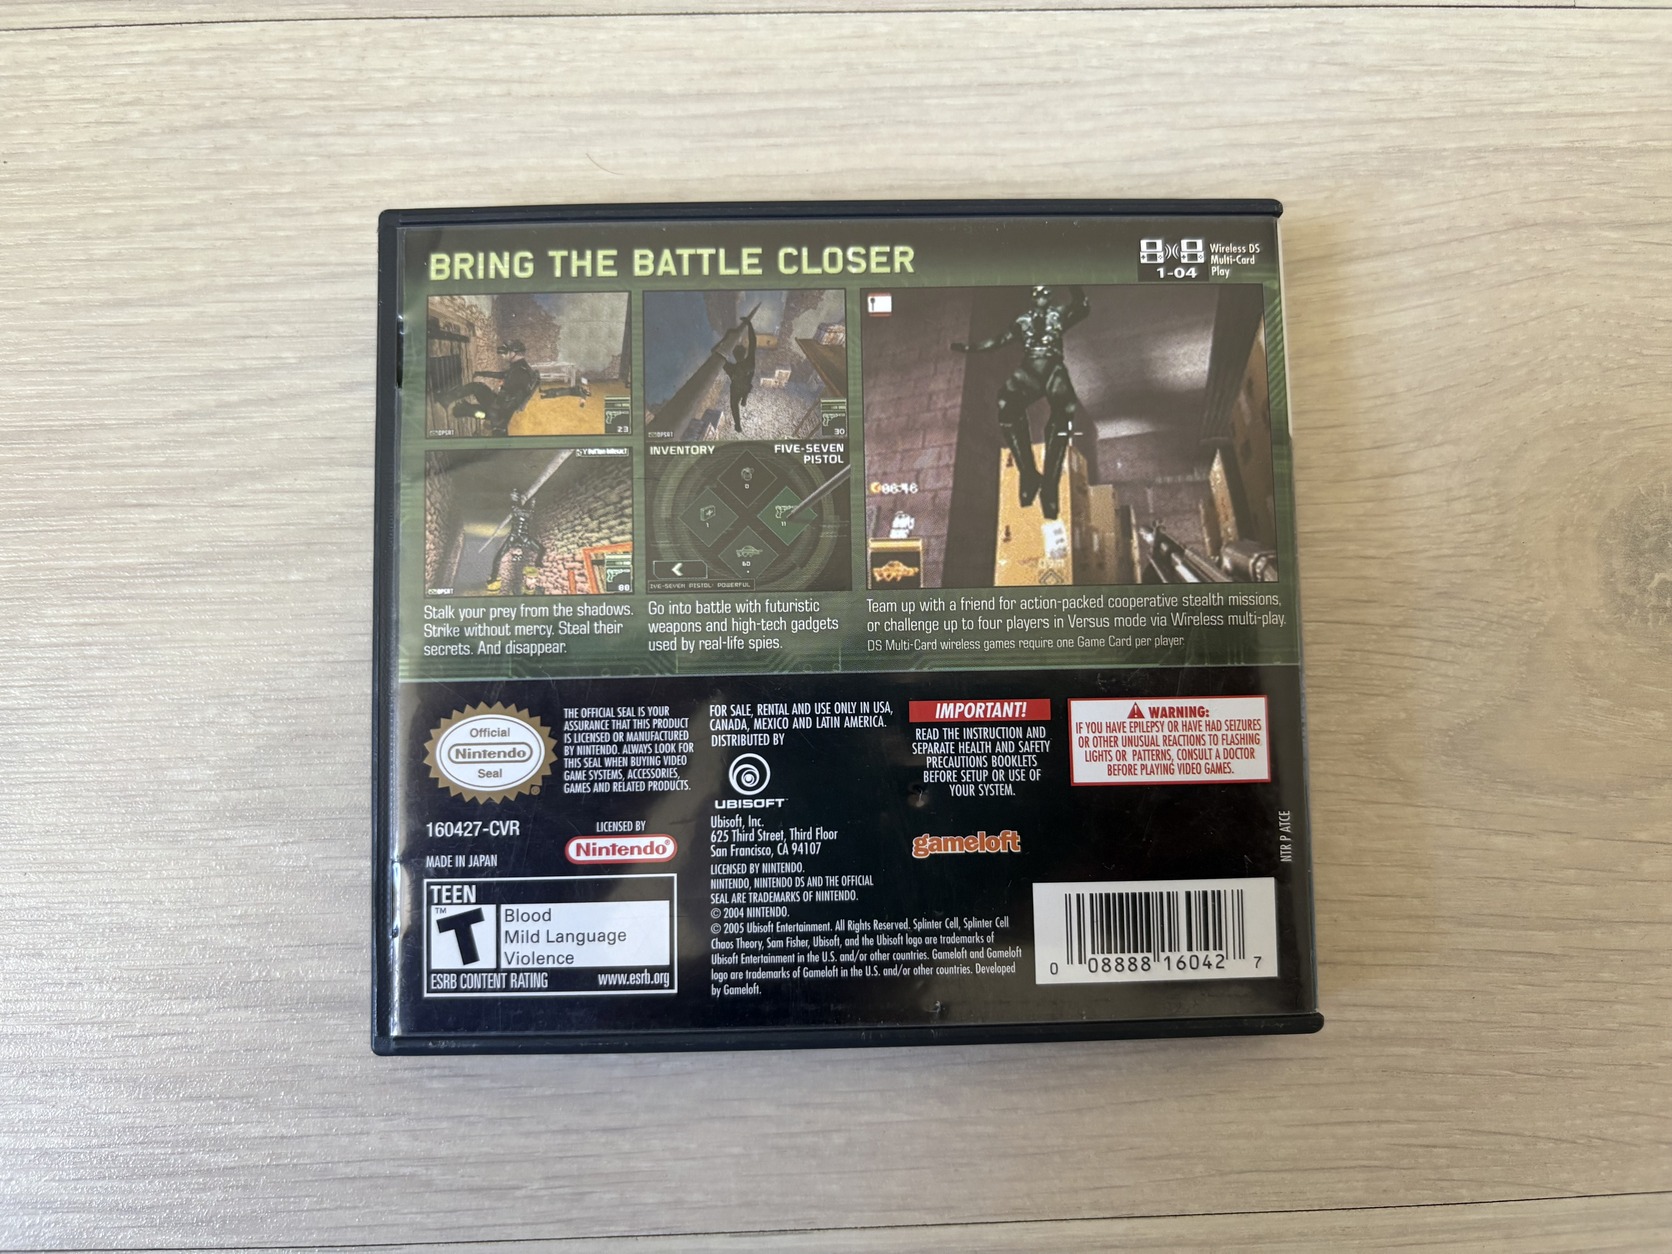 BRING THE BATTLE CLOSER
1-04
Wireless DS
Multi-Card
Play
23
30
INVENTORY
FIVE-SEVEN
PISTOL
11
1
60
88
06:46
Stalk your prey from the shadows.
Strike without mercy. Steal their
secrets. And disappear.
Go into battle with futuristic
weapons and high-tech gadgets
used by real-life spies.
Team up with a friend for action-packed cooperative stealth missions,
or challenge up to four players in Versus mode via Wireless multi-play.
DS Multi-Card wireless games require one Game Card per player.
Official
Nintendo
Seal
THE OFFICIAL SEAL IS YOUR
ASSURANCE THAT THIS PRODUCT
IS LICENSED OR MANUFACTURED
BY NINTENDO. ALWAYS LOOK FOR
THIS SEAL WHEN BUYING VIDEO
GAME SYSTEMS, ACCESSORIES,
GAMES AND RELATED PRODUCTS.
160427-CVR
MADE IN JAPAN
LICENSED BY
Nintendo®
TEEN
T
TM
Blood
Mild Language
Violence
ESRB CONTENT RATING
www.esrb.org
FOR SALE, RENTAL AND USE ONLY IN USA,
CANADA, MEXICO AND LATIN AMERICA.
DISTRIBUTED BY
UBISOFT
Ubisoft, Inc.
625 Third Street, Third Floor
San Francisco, CA 94107
LICENSED BY NINTENDO.
NINTENDO, NINTENDO DS AND THE OFFICIAL
SEAL ARE TRADEMARKS OF NINTENDO.
© 2004 NINTENDO.
© 2005 Ubisoft Entertainment. All Rights Reserved. Splinter Cell, Splinter Cell
Chaos Theory, Sam Fisher, Ubisoft, and the Ubisoft logo are trademarks of
Ubisoft Entertainment in the U.S. and/or other countries. Gameloft and Gameloft
logo are trademarks of Gameloft in the U.S. and/or other countries. Developed
by Gameloft.
IMPORTANT!
READ THE INSTRUCTION AND
SEPARATE HEALTH AND SAFETY
PRECAUTIONS BOOKLETS
BEFORE SETUP OR USE OF
YOUR SYSTEM.
gameloft
WARNING:
IF YOU HAVE EPILEPSY OR HAVE HAD SEIZURES
OR OTHER UNUSUAL REACTIONS TO FLASHING
LIGHTS OR PATTERNS, CONSULT A DOCTOR
BEFORE PLAYING VIDEO GAMES.
NTR P ATCE
0 08888 16042 7